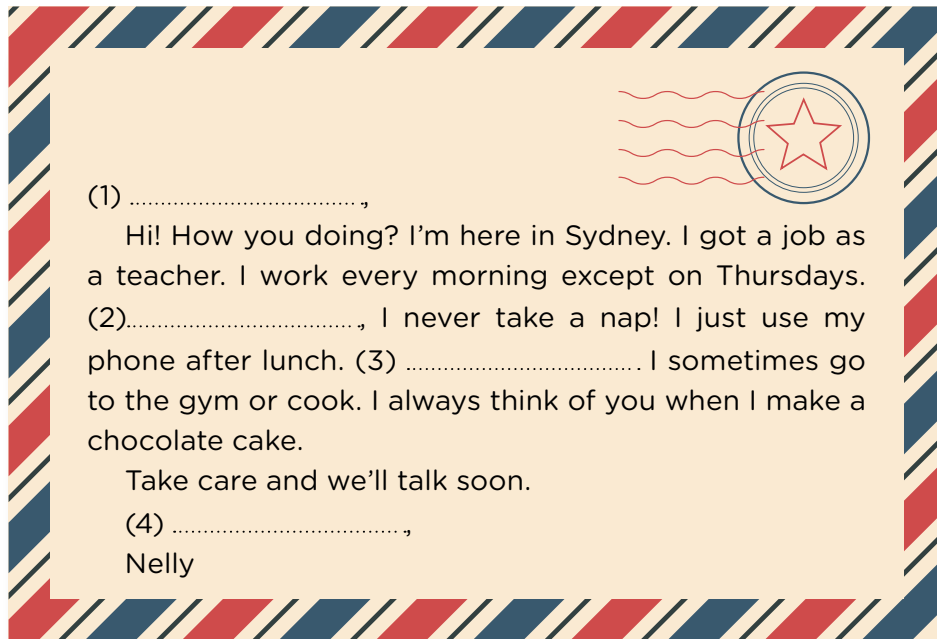 (1) ....................................,
Hi! How you doing? I'm here in Sydney. I got a job as
a teacher. I work every morning except on Thursdays.
(2)....................................., I never take a nap! I just use my
phone after lunch. (3) ..................................... . I sometimes go
to the gym or cook. I always think of you when I make a
chocolate cake.
Take care and we'll talk soon.
(4) ....................................,
Nelly